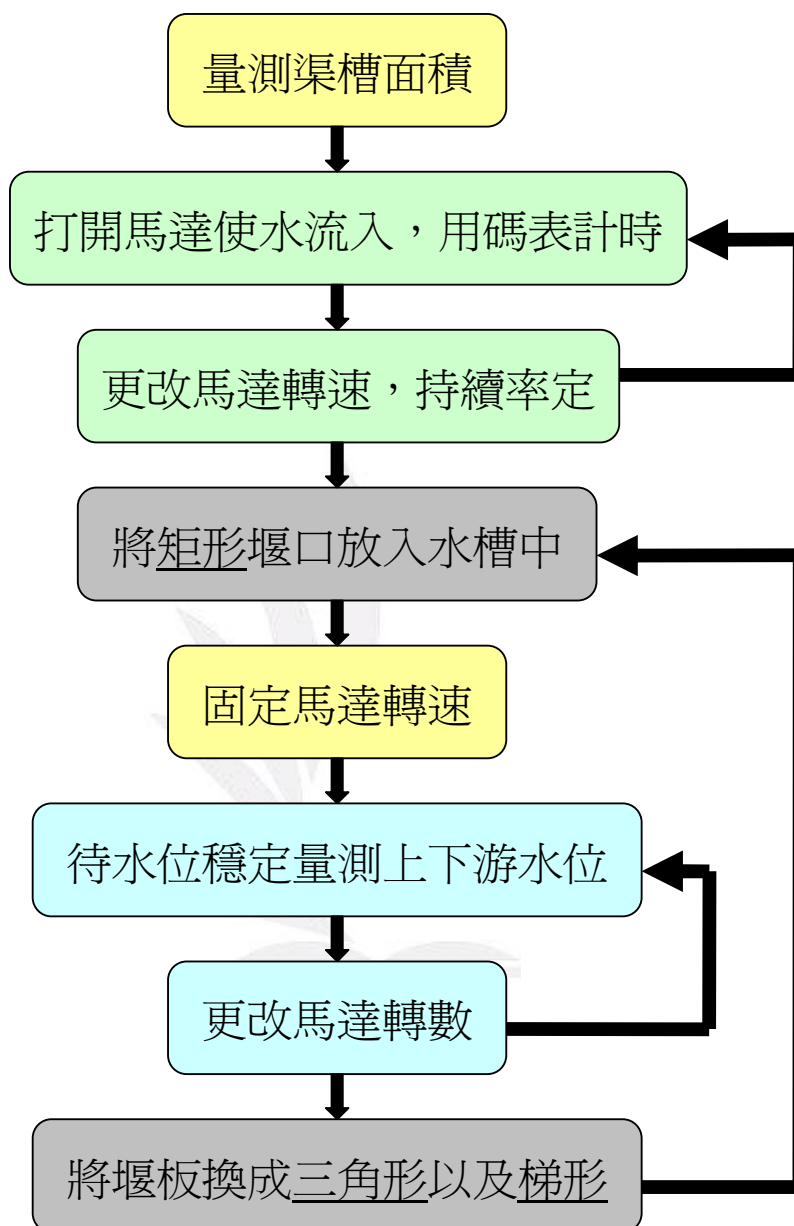 量測渠槽面積
打開馬達使水流入，用碼表計時
更改馬達轉速，持續率定
將矩形堰口放入水槽中
固定馬達轉速
待水位穩定量測上下游水位
更改馬達轉數
將堰板換成三角形以及梯形